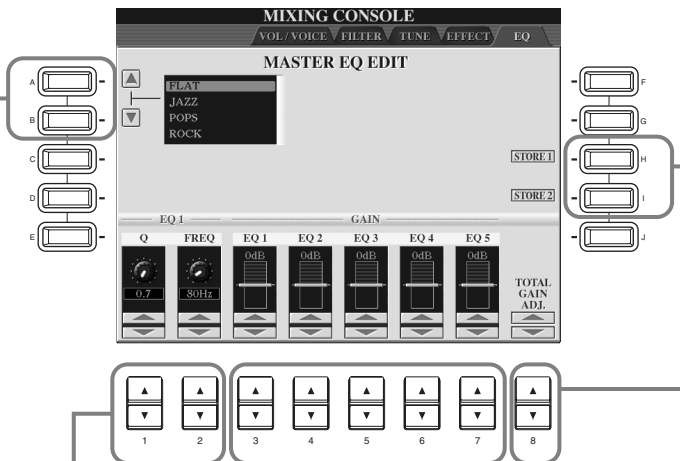 MIXING CONSOLE
VOL / VOICE FILTER TUNE EFFECT EQ
MASTER EQ EDIT
A
B
C
D
E
FLAT
JAZZ
POPS
ROCK
F
G
H
I
J
STORE 1
STORE 2
EQ 1 GAIN
Q FREQ EQ 1 EQ 2 EQ 3 EQ 4 EQ 5
0dB 0dB 0dB 0dB 0dB
0.7 80Hz
TOTAL
GAIN
ADJ.
1 2 3 4 5 6 7 8